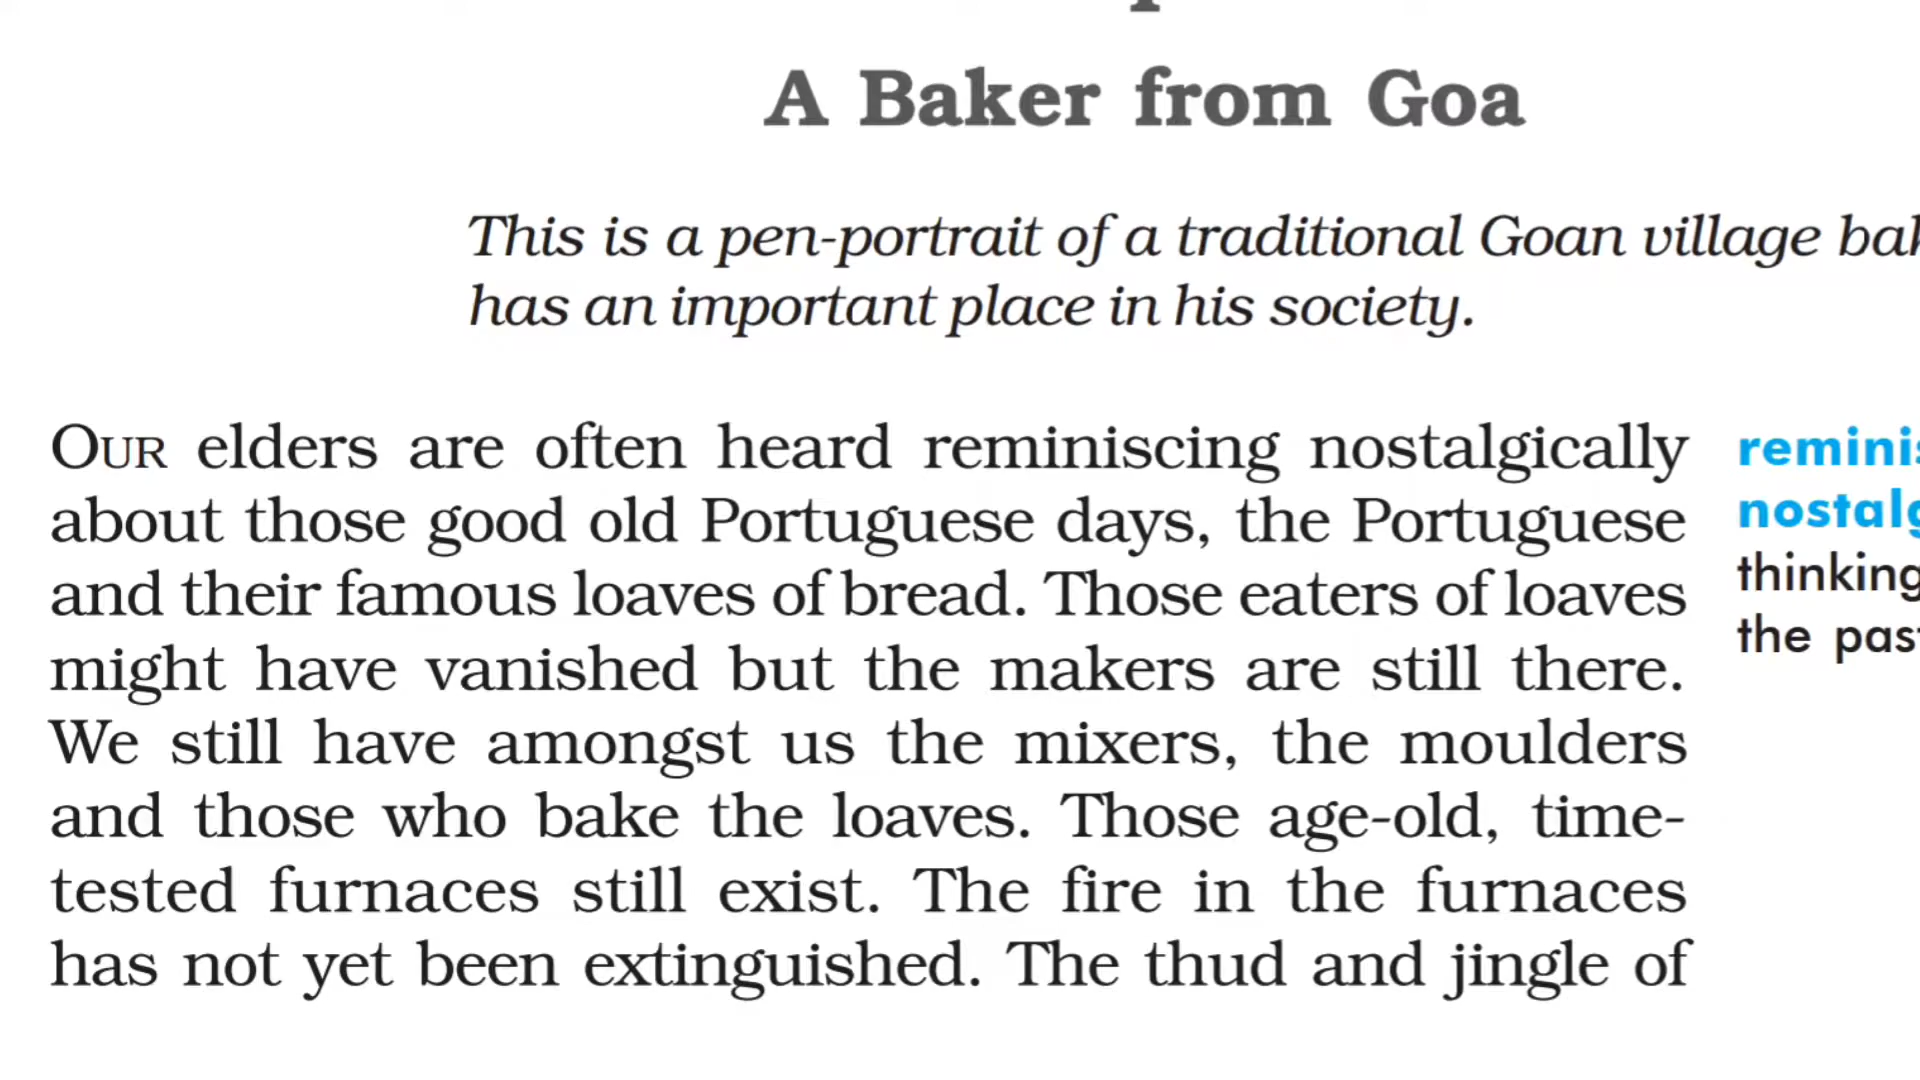 A Baker from Goa
This is a pen-portrait of a traditional Goan village
has an important place in his society.
OUR elders are often heard reminiscing nostalgically
about those good old Portuguese days, the Portuguese
and their famous loaves of bread. Those eaters of loaves
might have vanished but the makers are still there.
We still have amongst us the mixers, the moulders
and those who bake the loaves. Those age-old, time-
tested furnaces still exist. The fire in the furnaces
has not yet been extinguished. The thud and jingle of
thinking
the